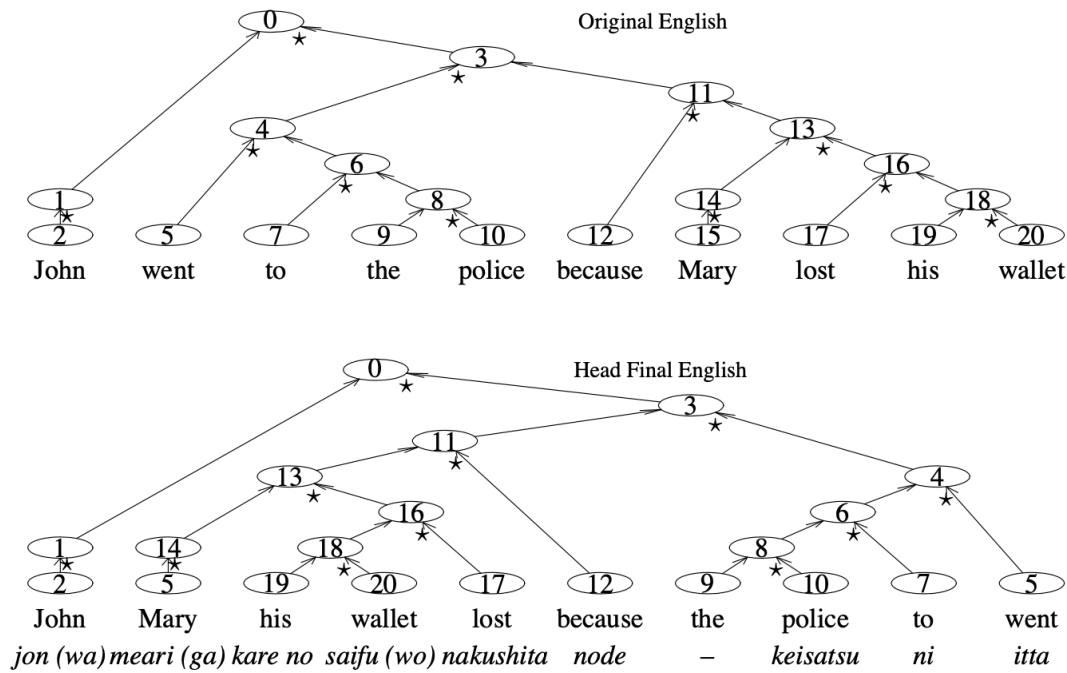 0
Original English
3
11
4 13
6 16
1 8 14 18
2 5 7 9 10 12 15 17 19 20
John went to the police because Mary lost his wallet
0
Head Final English
3
11
13 4
16 6
1 14 18 8
2 5 19 20 17 12 9 10 7 5
John Mary his wallet lost because the police to went
jon (wa) meari (ga) kare no saifu (wo) nakushita node – keisatsu ni itta